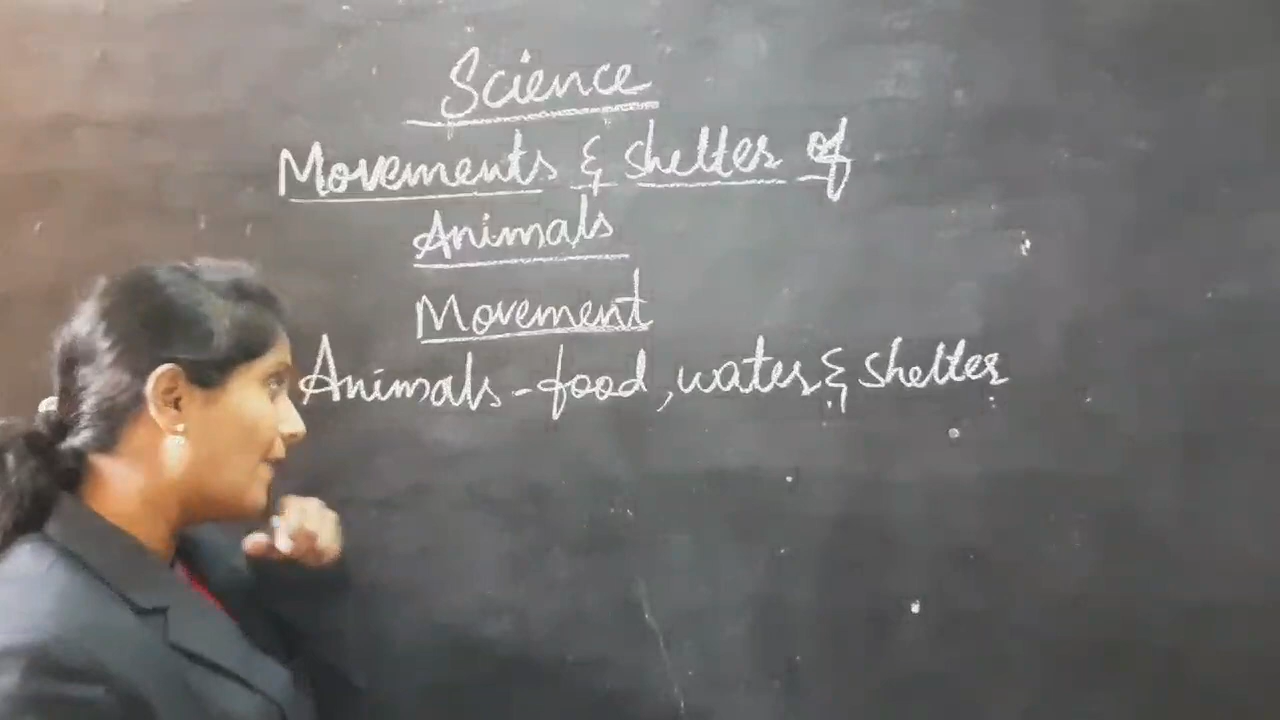 Science
Movements & shelter of
Animals
Movement
Animals - food, water & shelter